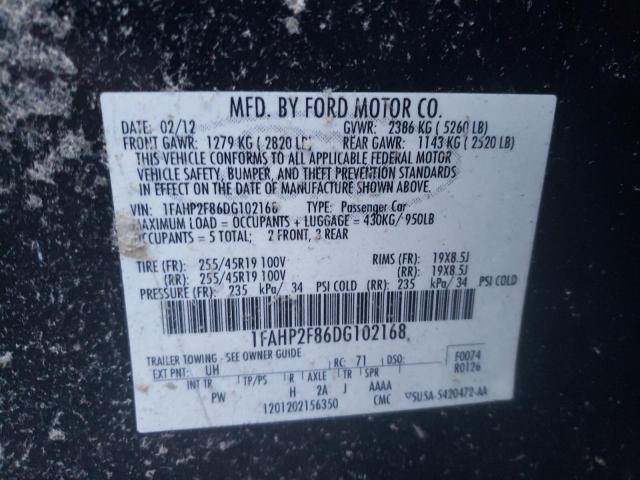 MFD. BY FORD MOTOR CO.
DATE: 02/12 GVWR: 2386 KG ( 5260 LB)
FRONT GAWR: 1279 KG ( 2820 LB) REAR GAWR: 1143 KG ( 2520 LB)
THIS VEHICLE CONFORMS TO ALL APPLICABLE FEDERAL MOTOR
VEHICLE SAFETY, BUMPER, AND THEFT PREVENTION STANDARDS
IN EFFECT ON THE DATE OF MANUFACTURE SHOWN ABOVE.
VIN: 1FAHP2F86DG102168 TYPE: Passenger Car
MAXIMUM LOAD = OCCUPANTS + LUGGAGE = 430KG/950LB
OCCUPANTS = 5 TOTAL; 2 FRONT, 3 REAR
TIRE (FR): 255/45R19 100V RIMS (FR): 19X8.5J
(RR): 255/45R19 100V (RR): 19X8.5J
PRESSURE (FR): 235 kPa/ 34 PSI COLD (RR): 235 kPa/ 34 PSI COLD
1FAHP2F86DG102168
TRAILER TOWING - SEE OWNER GUIDE
EXT PNT: UH RC: 71 DSO: F0074
R0126
INT TR TP/PS R AXLE TR SPR
PW H 2A J AAAA
1201202156350 CMC ▽5U5A-5420472-AA